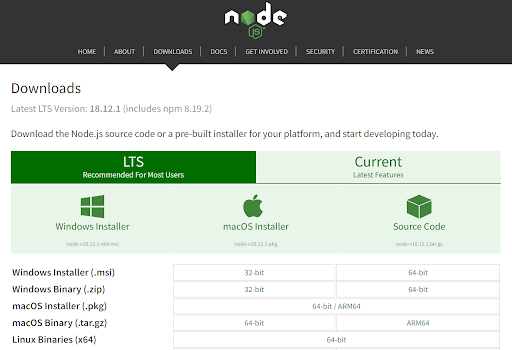 node
JS
HOME ABOUT DOWNLOADS DOCS GET INVOLVED SECURITY CERTIFICATION NEWS
Downloads
Latest LTS Version: 18.12.1 (includes npm 8.19.2)
Download the Node.js source code or a pre-built installer for your platform, and start developing today.
LTS
Recommended For Most Users
Current
Latest Features
Windows Installer
node-v18.12.1-x64.msi
macOS Installer
node-v18.12.1.pkg
Source Code
node-v18.12.1.tar.gz
Windows Installer (.msi) 32-bit 64-bit
Windows Binary (.zip) 32-bit 64-bit
macOS Installer (.pkg) 64-bit / ARM64
macOS Binary (.tar.gz) 64-bit ARM64
Linux Binaries (x64) 64-bit